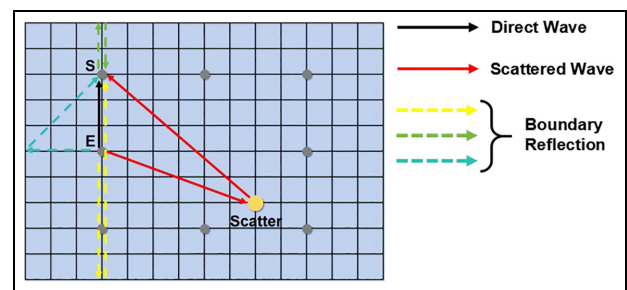 S
E
Scatter
Direct Wave
Scattered Wave
Boundary
Reflection